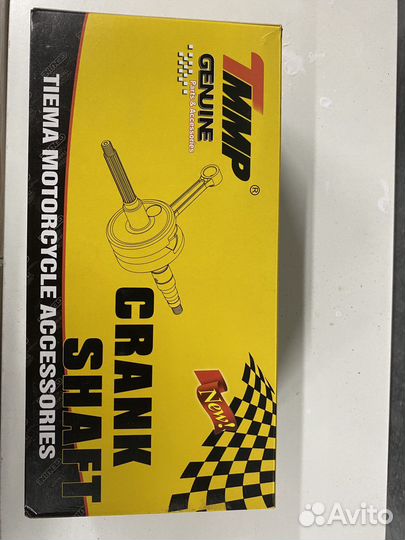 TMMP®
GENUINE
Parts & Accessories
CRANK
SHAFT
New!
TIEMA MOTORCYCLE ACCESSORIES
Avito